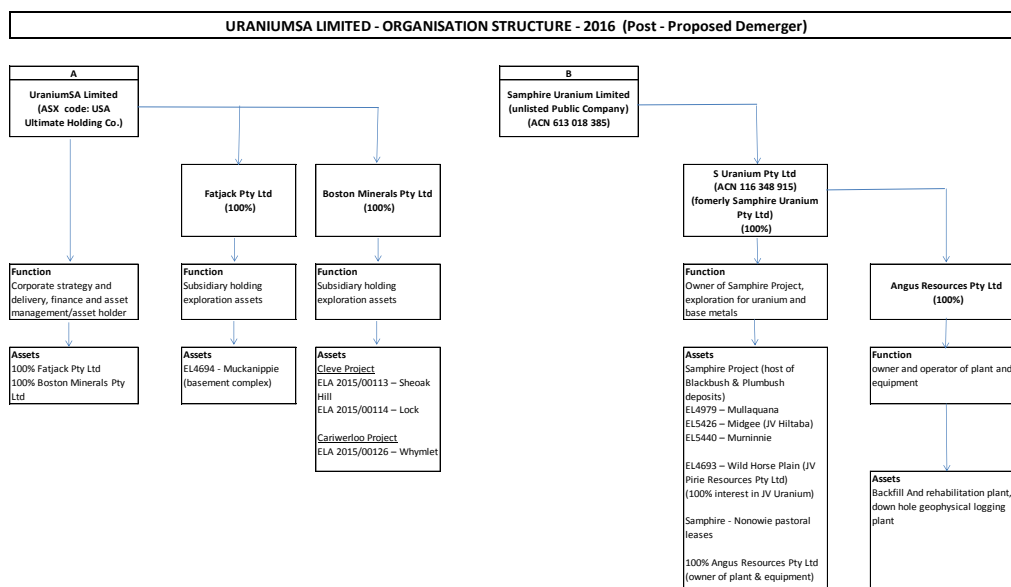 URANIUMSA LIMITED - ORGANISATION STRUCTURE - 2016 (Post - Proposed Demerger)
A
UraniumSA Limited
(ASX code: USA
Ultimate Holding Co.)
B
Samphire Uranium Limited
(unlisted Public Company)
(ACN 613 018 385)
Fatjack Pty Ltd
(100%)
Boston Minerals Pty Ltd
(100%)
S Uranium Pty Ltd
(ACN 116 348 915)
(fomerly Samphire Uranium
Pty Ltd)
(100%)
Function
Corporate strategy and
delivery, finance and asset
management/asset holder
Function
Subsidiary holding
exploration assets
Function
Subsidiary holding
exploration assets
Function
Owner of Samphire Project,
exploration for uranium and
base metals
Angus Resources Pty Ltd
(100%)
Assets
100% Fatjack Pty Ltd
100% Boston Minerals Pty
Ltd
Assets
EL4694 - Muckanippie
(basement complex)
Assets
Cleve Project
ELA 2015/00113 – Sheoak
Hill
ELA 2015/00114 – Lock
Cariwerloo Project
ELA 2015/00126 – Whymlet
Assets
Samphire Project (host of
Blackbush & Plumbush
deposits)
EL4979 – Mullaquana
EL5426 – Midgee (JV Hiltaba)
EL5440 – Murninnie
EL4693 – Wild Horse Plain (JV
Pirie Resources Pty Ltd)
(100% interest in JV Uranium)
Samphire - Nonowie pastoral
leases
100% Angus Resources Pty Ltd
(owner of plant & equipment)
Function
owner and operator of plant and
equipment
Assets
Backfill And rehabilitation plant,
down hole geophysical logging
plant